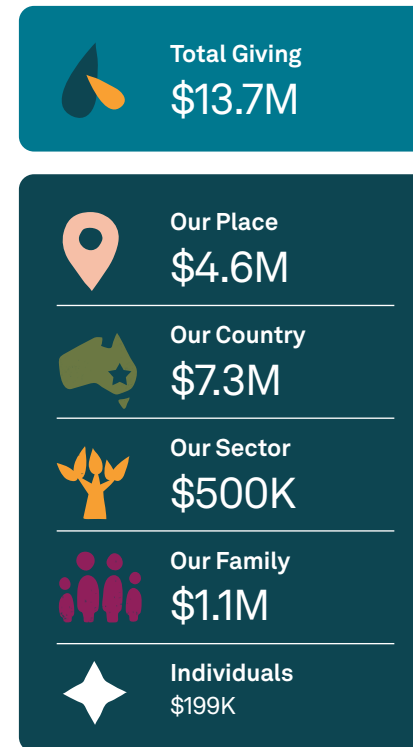 Total Giving
$13.7M
Our Place
$4.6M
Our Country
$7.3M
Our Sector
$500K
Our Family
$1.1M
Individuals
$199K